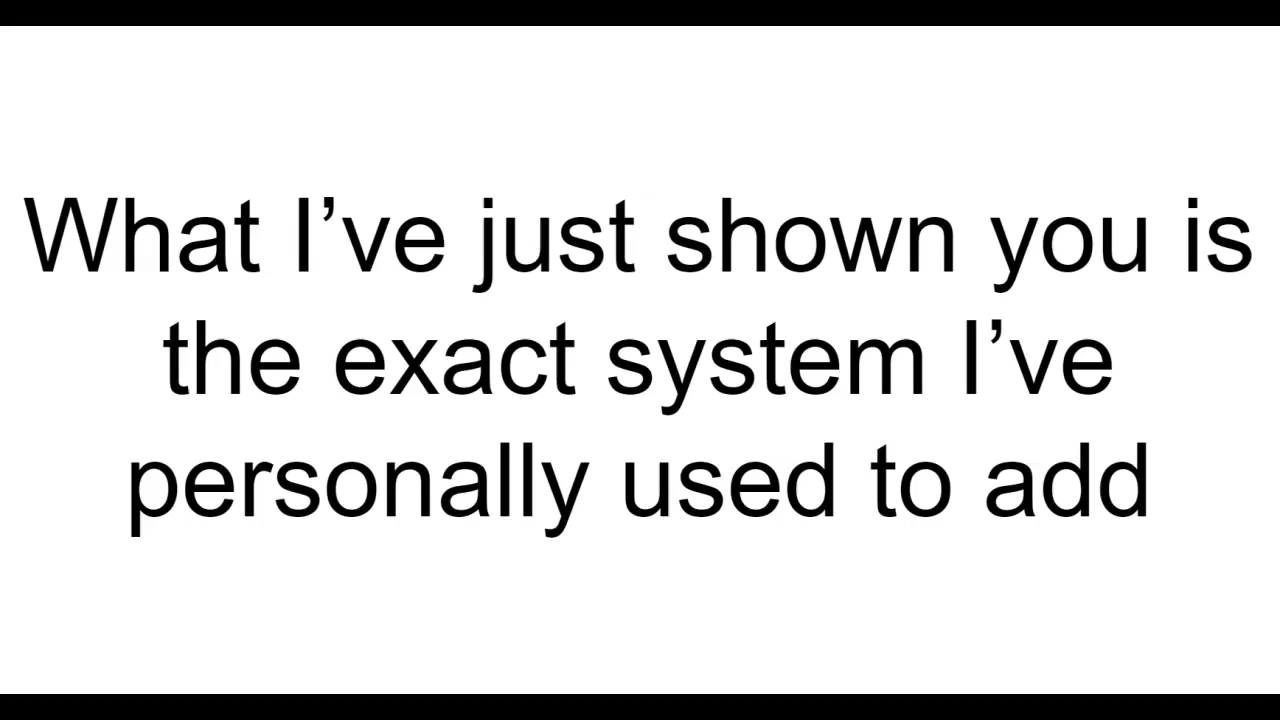 What I’ve just shown you is
the exact system I’ve
personally used to add